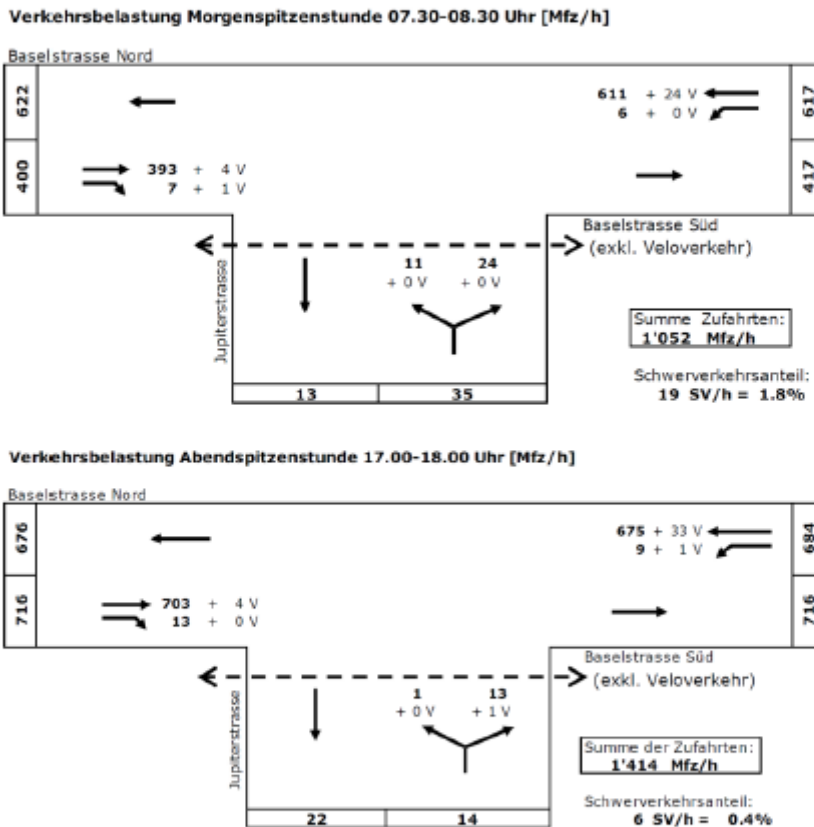 Verkehrsbelastung Morgenspitzenstunde 07.30-08.30 Uhr [Mfz/h]
Baselstrasse Nord
622
611 + 24 V
6 + 0 V
617
400
393 + 4 V
7 + 1 V
417
Baselstrasse Süd
(exkl. Veloverkehr)
Jupiterstrasse
11 24
+ 0 V + 0 V
Summe Zufahrten:
1'052 Mfz/h
Schwerverkehrsanteil:
19 SV/h = 1.8%
13 35
Verkehrsbelastung Abendspitzenstunde 17.00-18.00 Uhr [Mfz/h]
Baselstrasse Nord
676
675 + 33 V
9 + 1 V
684
716
703 + 4 V
13 + 0 V
716
Baselstrasse Süd
(exkl. Veloverkehr)
Jupiterstrasse
1 13
+ 0 V + 1 V
Summe der Zufahrten:
1'414 Mfz/h
Schwerverkehrsanteil:
6 SV/h = 0.4%
22 14